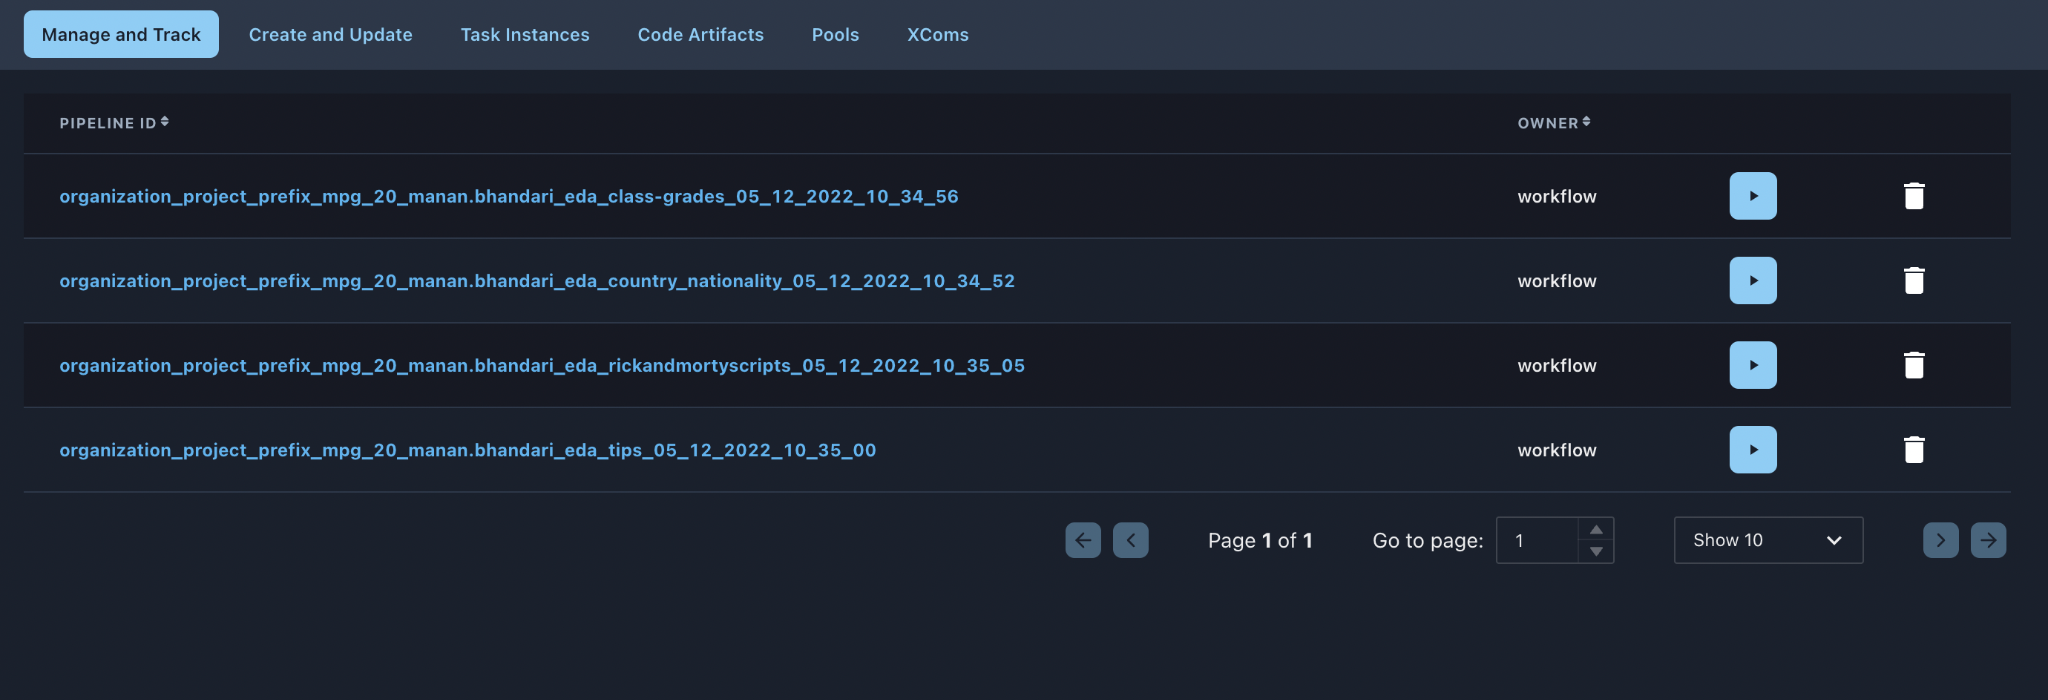 Manage and Track Create and Update Task Instances Code Artifacts Pools XComs
PIPELINE ID OWNER
organization_project_prefix_mpg_20_manan.bhandari_eda_class-grades_05_12_2022_10_34_56 workflow
organization_project_prefix_mpg_20_manan.bhandari_eda_country_nationality_05_12_2022_10_34_52 workflow
organization_project_prefix_mpg_20_manan.bhandari_eda_rickandmortyscripts_05_12_2022_10_35_05 workflow
organization_project_prefix_mpg_20_manan.bhandari_eda_tips_05_12_2022_10_35_00 workflow
Page 1 of 1 Go to page: 1 Show 10